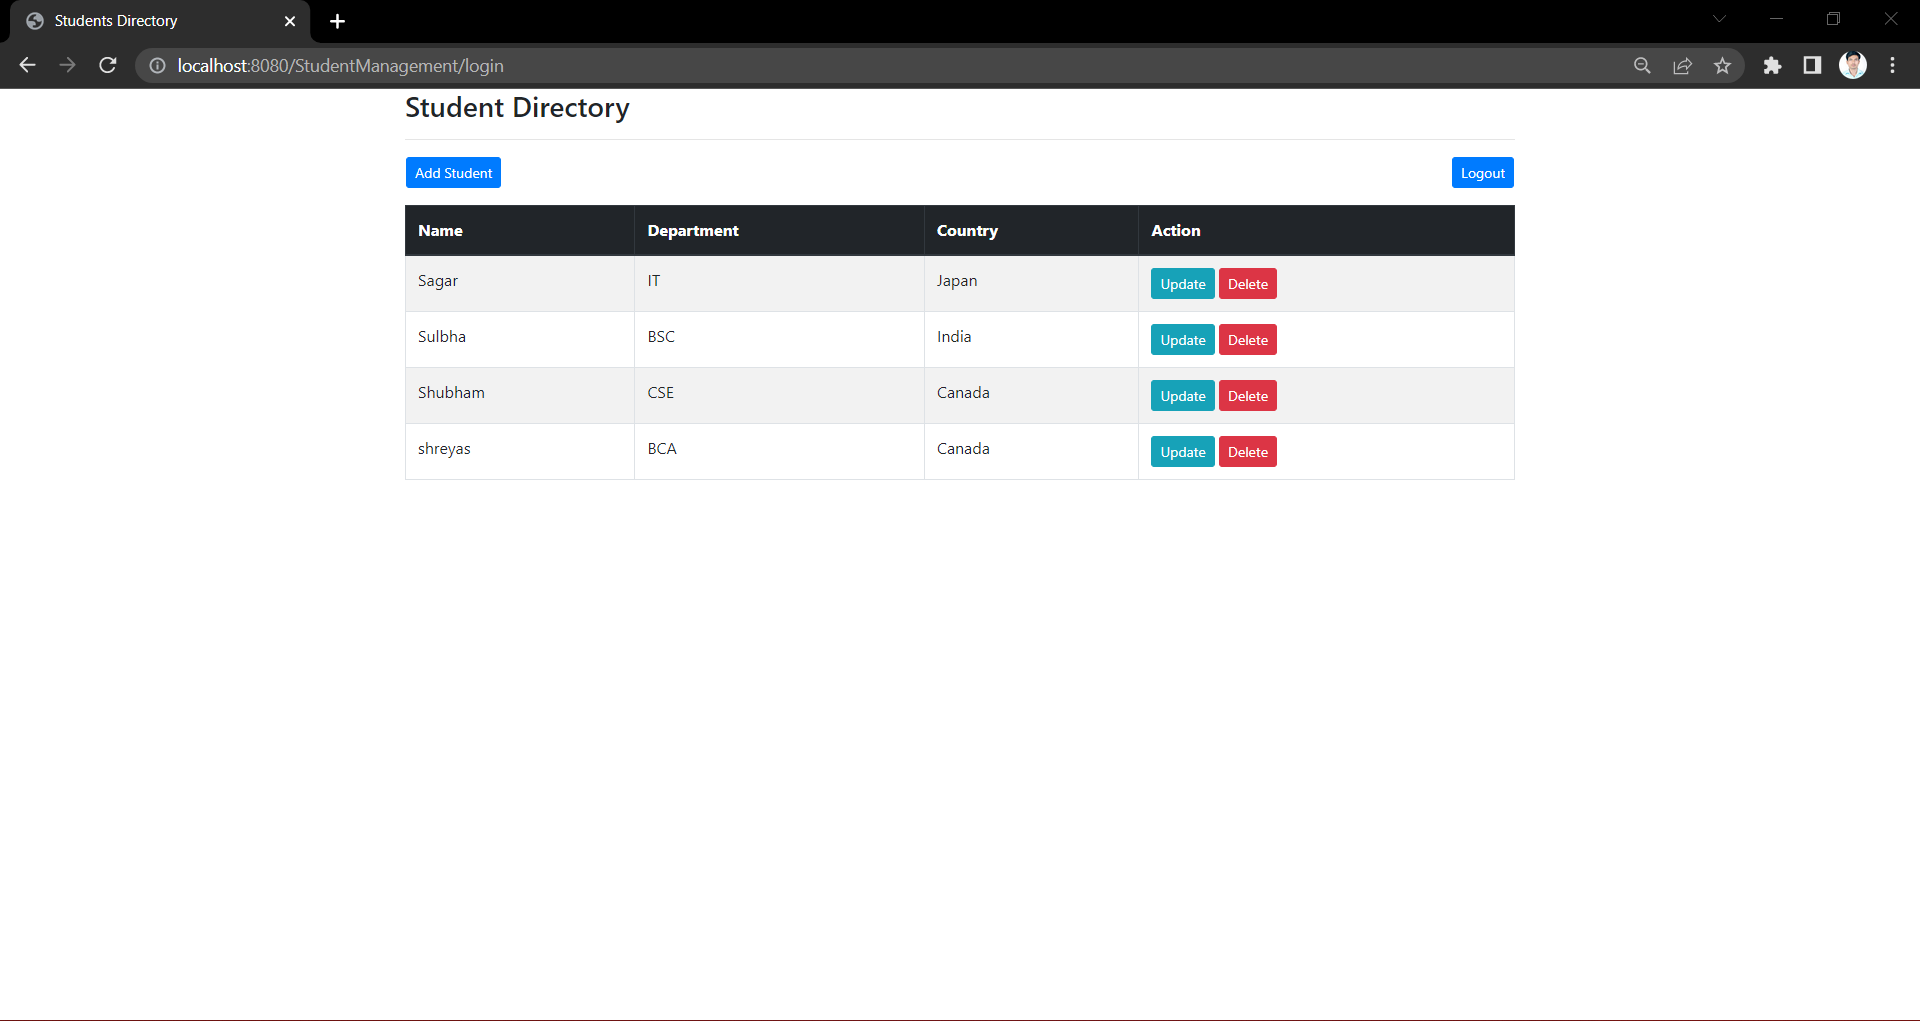 Students Directory
localhost:8080/StudentManagement/login
Student Directory
Add Student Logout
Name Department Country Action
Sagar IT Japan Update Delete
Sulbha BSC India Update Delete
Shubham CSE Canada Update Delete
shreyas BCA Canada Update Delete